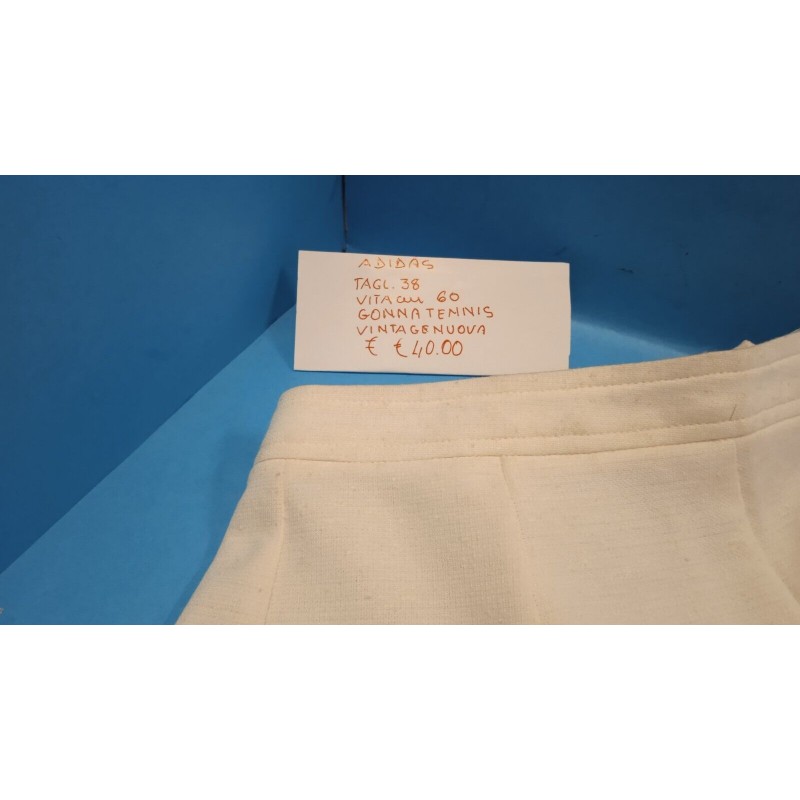 ADIDAS
TAGL. 38
VITA cm 60
GONNA TENNIS
VINTAGE NUOVA
€ €40.00